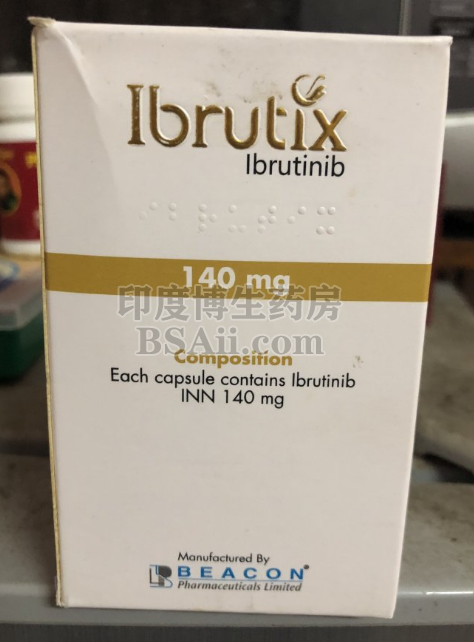 Ibrutix
Ibrutinib
140 mg
印度博生药房
BSAii.com
Composition
Each capsule contains Ibrutinib
INN 140 mg
Manufactured By
BEACON®
Pharmaceuticals Limited